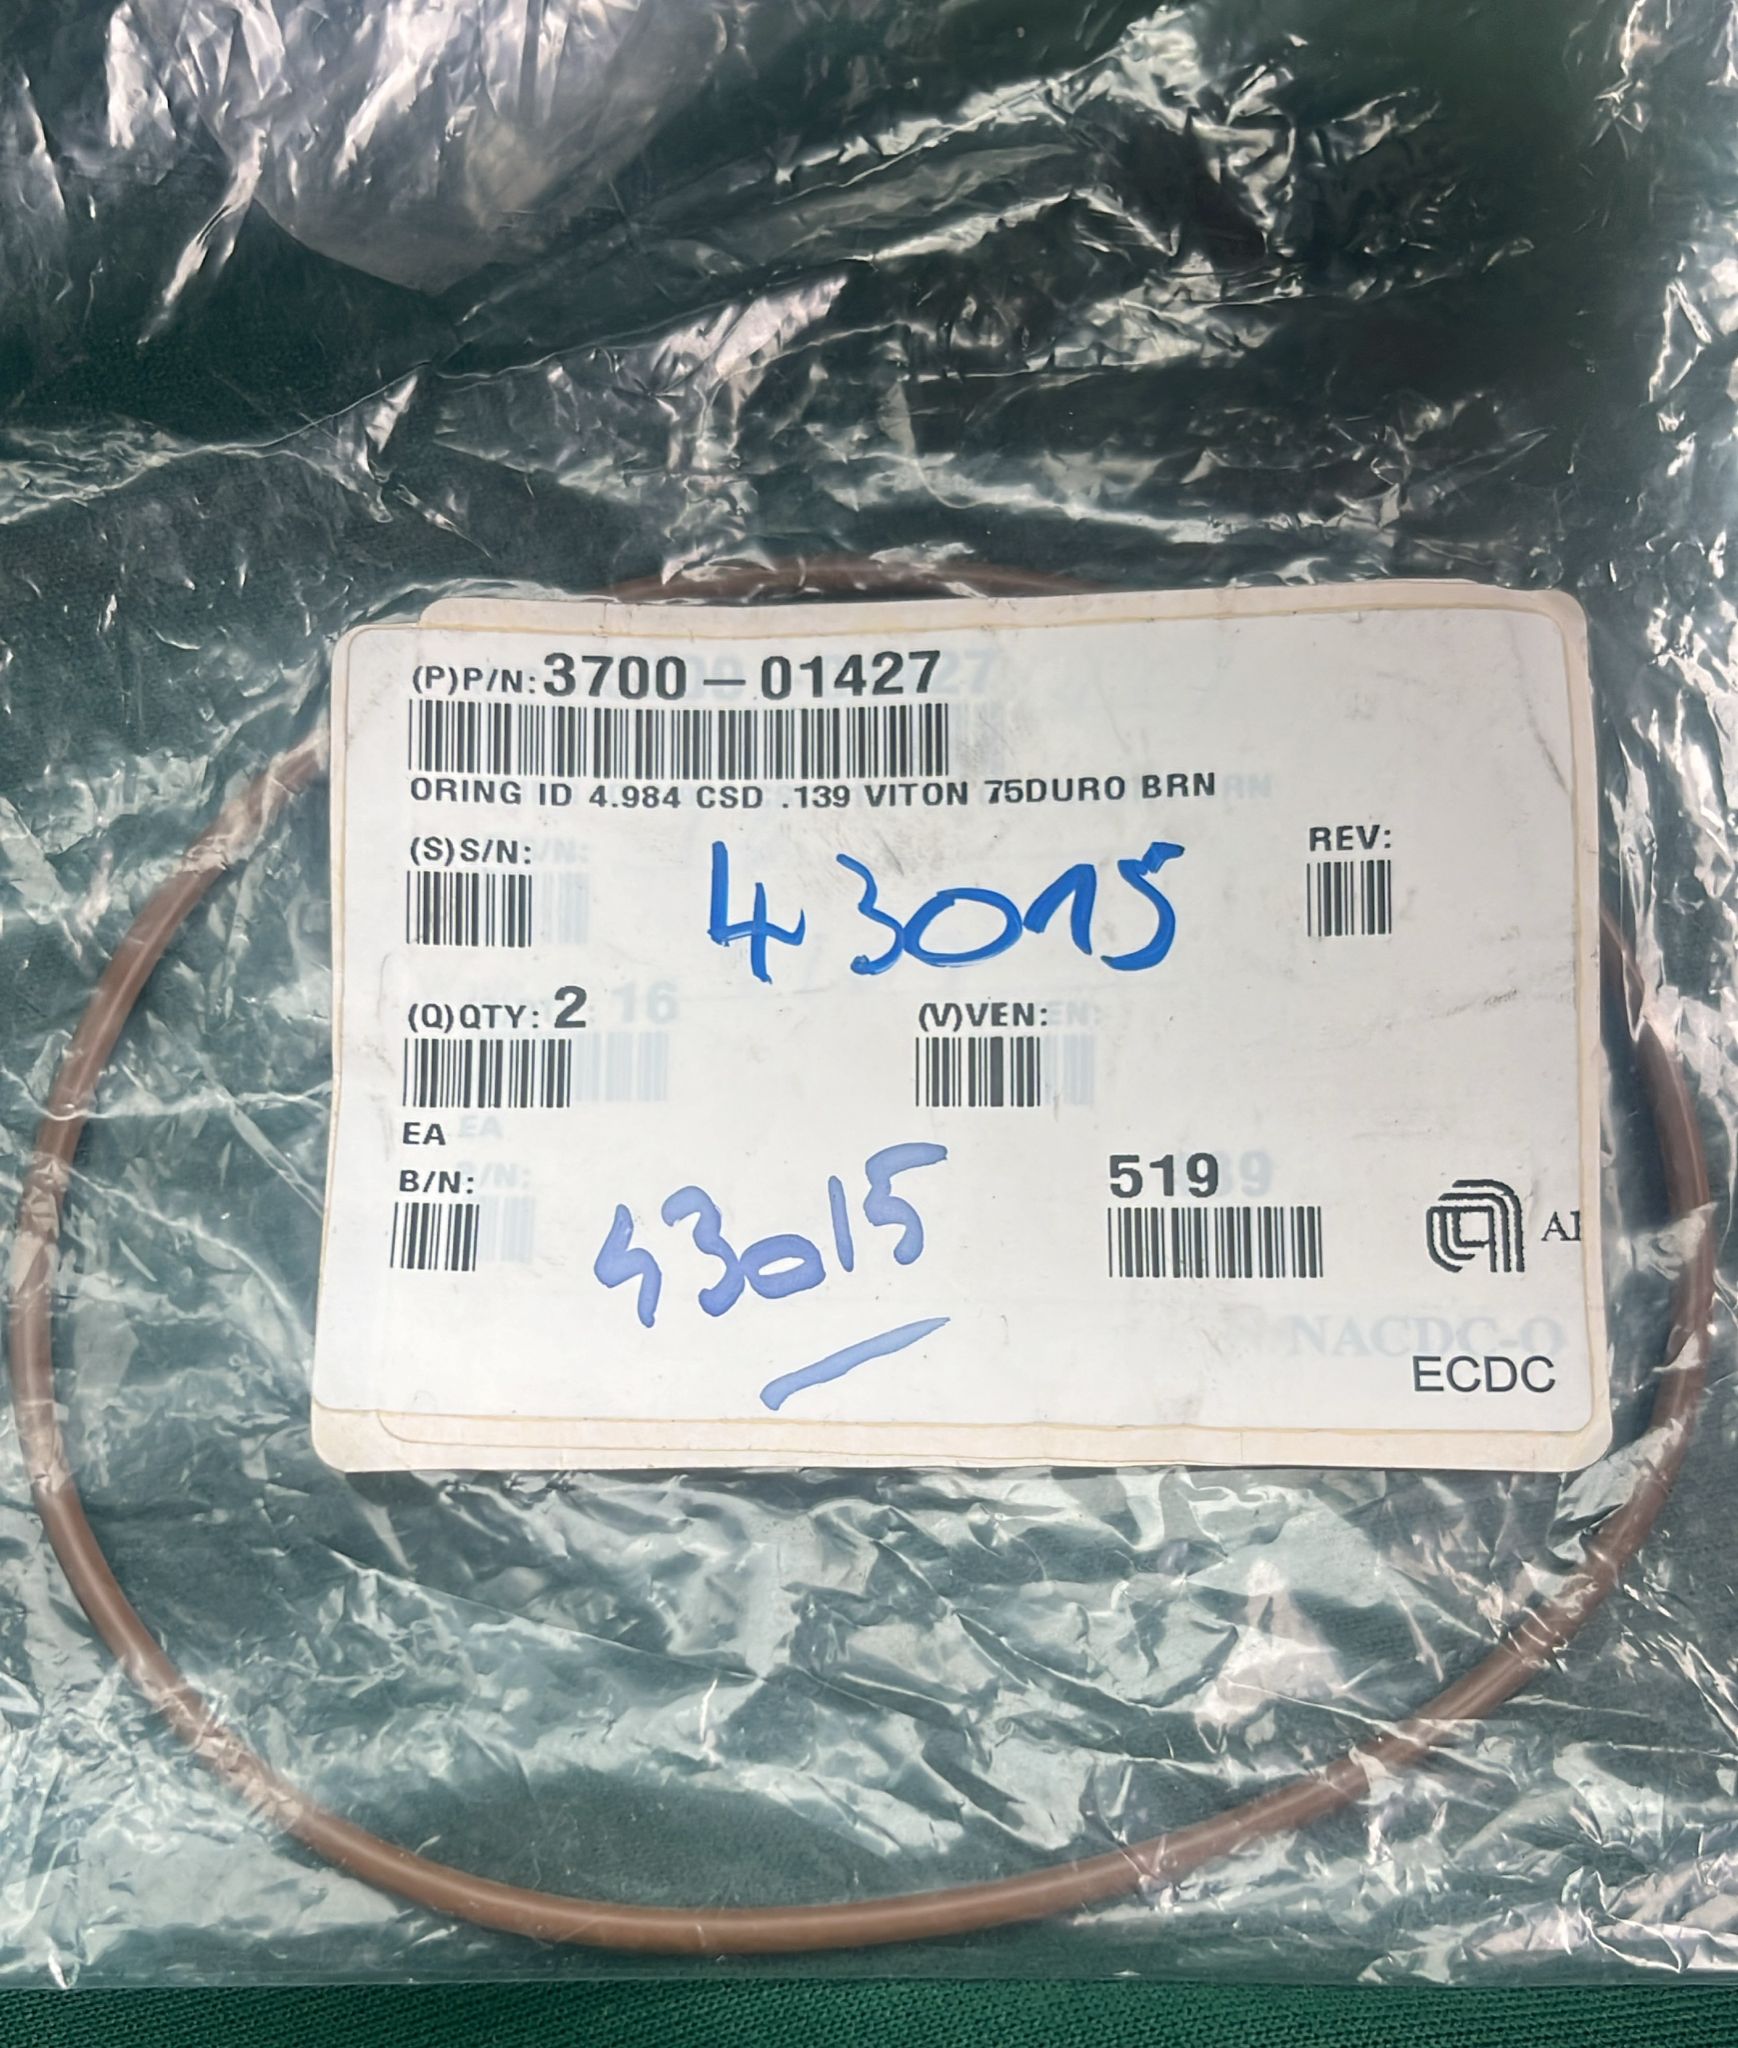 (P)P/N: 3700-01427
ORING ID 4.984 CSD .139 VITON 75DURO BRN
(S)S/N:
REV:
43015
(Q)QTY: 2
(V)VEN:
EA
B/N:
43015
519
NACDC-O
ECDC